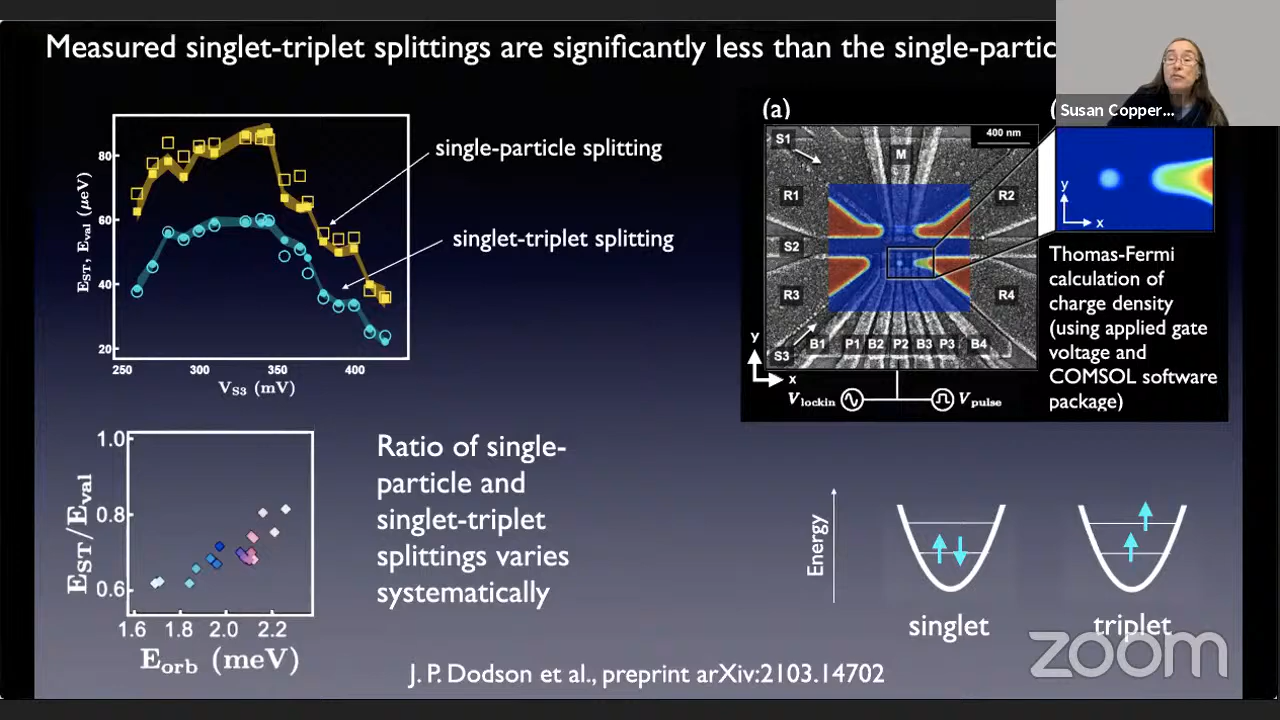 Measured singlet-triplet splittings are significantly less than the single-partic
Susan Copper...
80
60
40
20
E_ST, E_val (μeV)
250 300 350 400
V_S3 (mV)
single-particle splitting
singlet-triplet splitting
(a)
400 nm
S1
M
R1
R2
S2
R3
R4
S3
B1 P1 B2 P2 B3 P3 B4
y
x
V_lockin
V_pulse
y
x
Thomas-Fermi
calculation of
charge density
(using applied gate
voltage and
COMSOL software
package)
1.0
0.8
0.6
E_ST/E_val
1.6 1.8 2.0 2.2
E_orb (meV)
Ratio of single-
particle and
singlet-triplet
splittings varies
systematically
Energy
singlet
triplet
zoom
J. P. Dodson et al., preprint arXiv:2103.14702